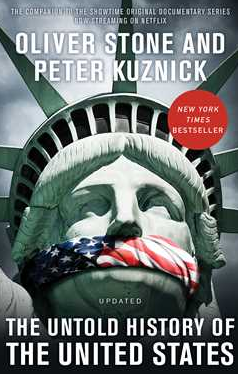 THE COMPANION TO THE SHOWTIME ORIGINAL DOCUMENTARY SERIES
NOW STREAMING ON NETFLIX
OLIVER STONE AND
PETER KUZNICK
NEW YORK
TIMES
BESTSELLER
UPDATED
THE UNTOLD HISTORY OF
THE UNITED STATES